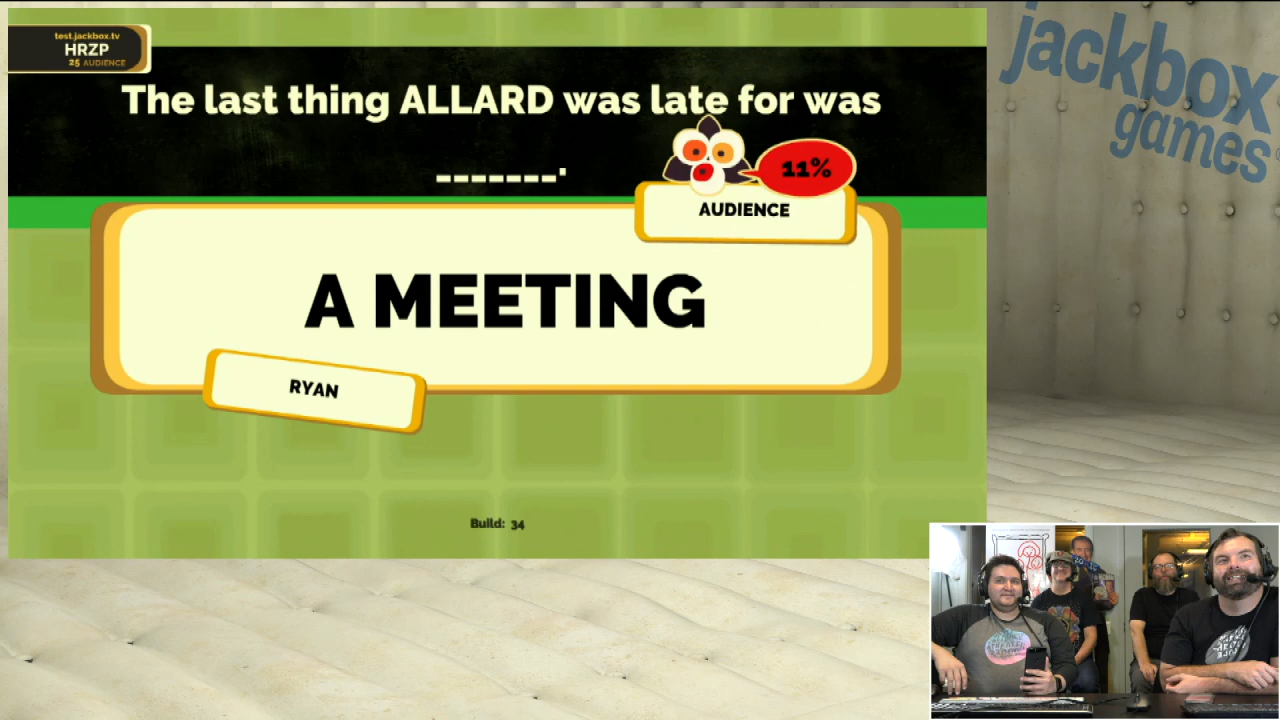 test.jackbox.tv
HRZP
25 AUDIENCE
The last thing ALLARD was late for was
_______.
11%
AUDIENCE
A MEETING
RYAN
Build: 34
jackbox
games